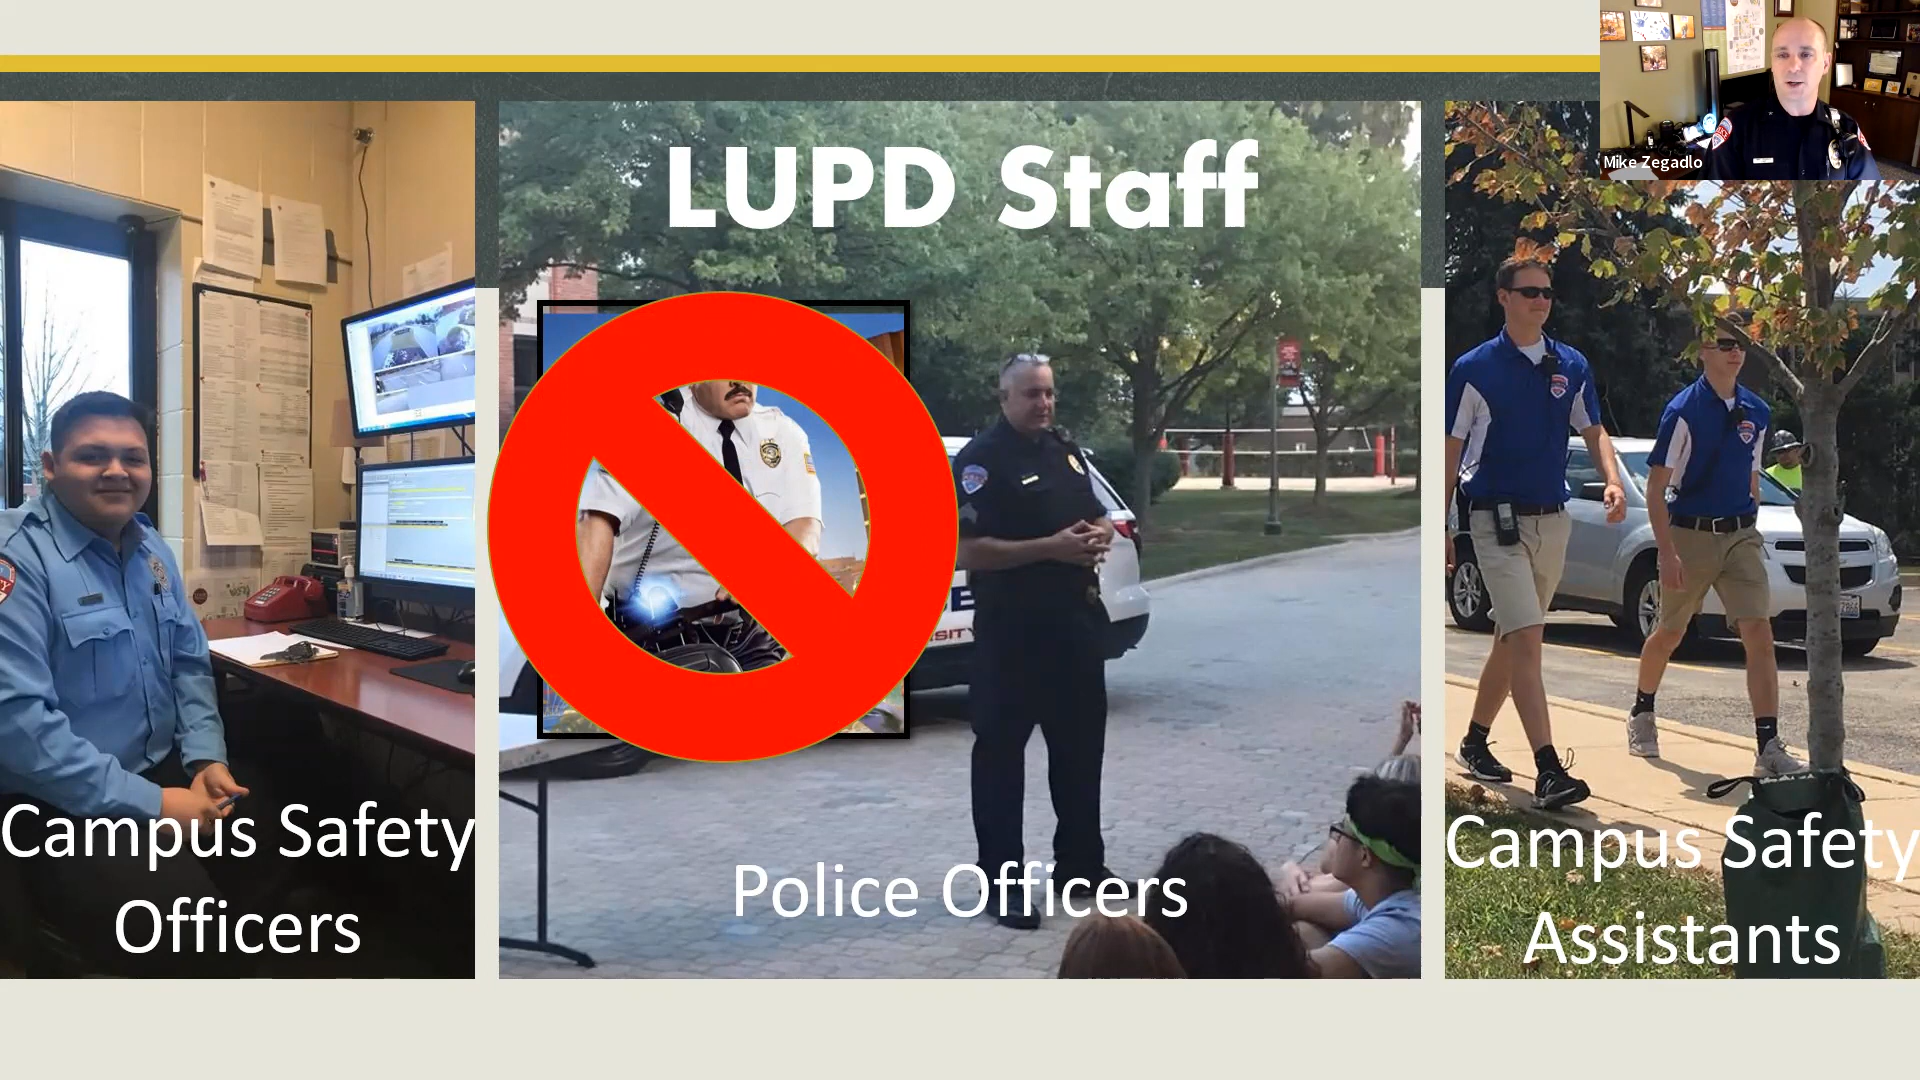 LUPD Staff
Mike Zegadlo
Campus Safety
Officers
Police Officers
Campus Safety
Assistants